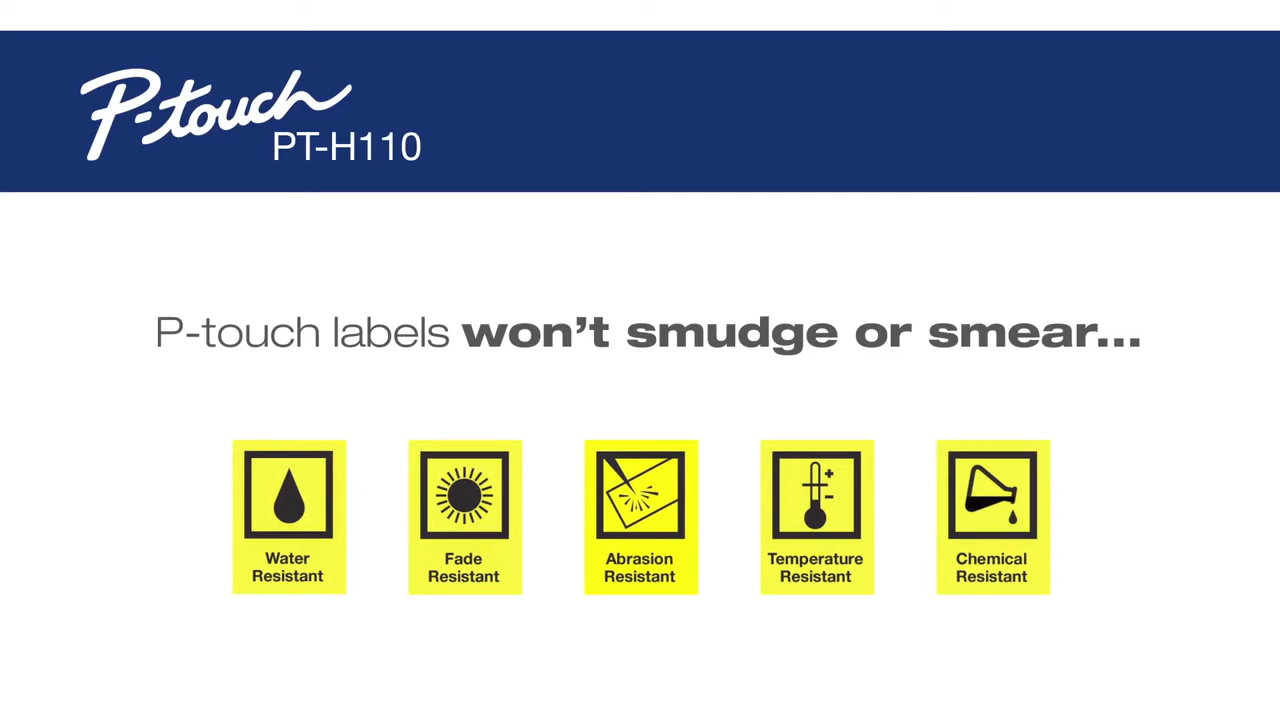 P-touch
PT-H110
P-touch labels won't smudge or smear...
Water
Resistant
Fade
Resistant
Abrasion
Resistant
Temperature
Resistant
Chemical
Resistant